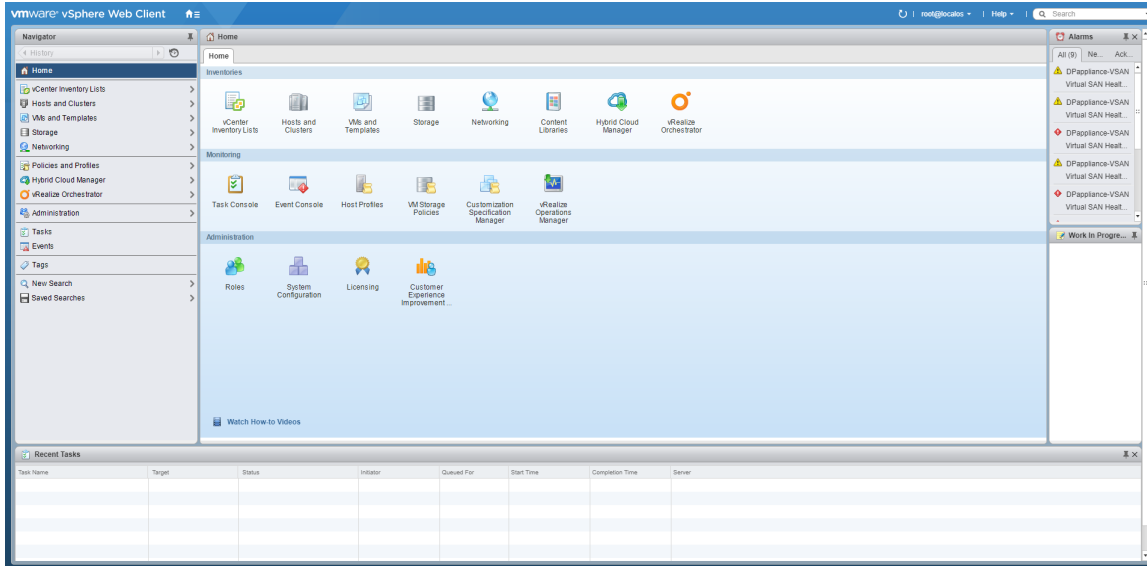 vmware® vSphere Web Client
root@localos
Help
Search
Navigator
History
Home
vCenter Inventory Lists
Hosts and Clusters
VMs and Templates
Storage
Networking
Policies and Profiles
Hybrid Cloud Manager
vRealize Orchestrator
Administration
Tasks
Events
Tags
New Search
Saved Searches
Home
Home
Inventories
vCenter
Inventory Lists
Hosts and
Clusters
VMs and
Templates
Storage
Networking
Content
Libraries
Hybrid Cloud
Manager
vRealize
Orchestrator
Monitoring
Task Console
Event Console
Host Profiles
VM Storage
Policies
Customization
Specification
Manager
vRealize
Operations
Manager
Administration
Roles
System
Configuration
Licensing
Customer
Experience
Improvement ...
Watch How-to Videos
Alarms
All (9) Ne... Ack...
DPappliance-VSAN
Virtual SAN Healt...
DPappliance-VSAN
Virtual SAN Healt...
DPappliance-VSAN
Virtual SAN Healt...
DPappliance-VSAN
Virtual SAN Healt...
DPappliance-VSAN
Virtual SAN Healt...
Work In Progre...
Recent Tasks
Task Name Target Status Initiator Queued For Start Time Completion Time Server